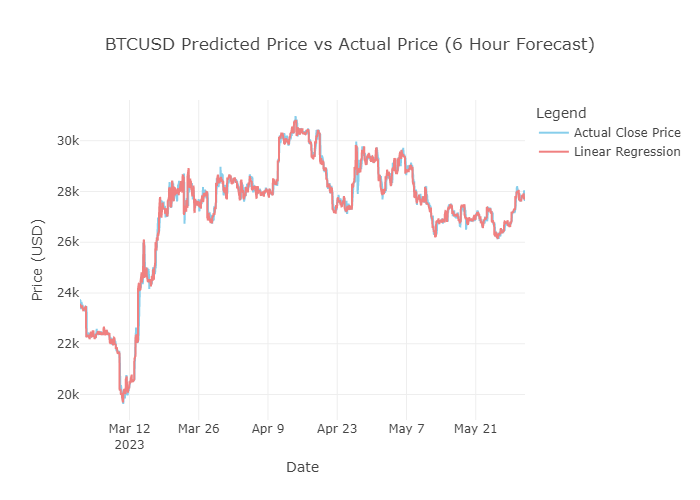 BTCUSD Predicted Price vs Actual Price (6 Hour Forecast)
Legend
Actual Close Price
Linear Regression
Price (USD)
30k
28k
26k
24k
22k
20k
Mar 12
2023
Mar 26
Apr 9
Apr 23
May 7
May 21
Date